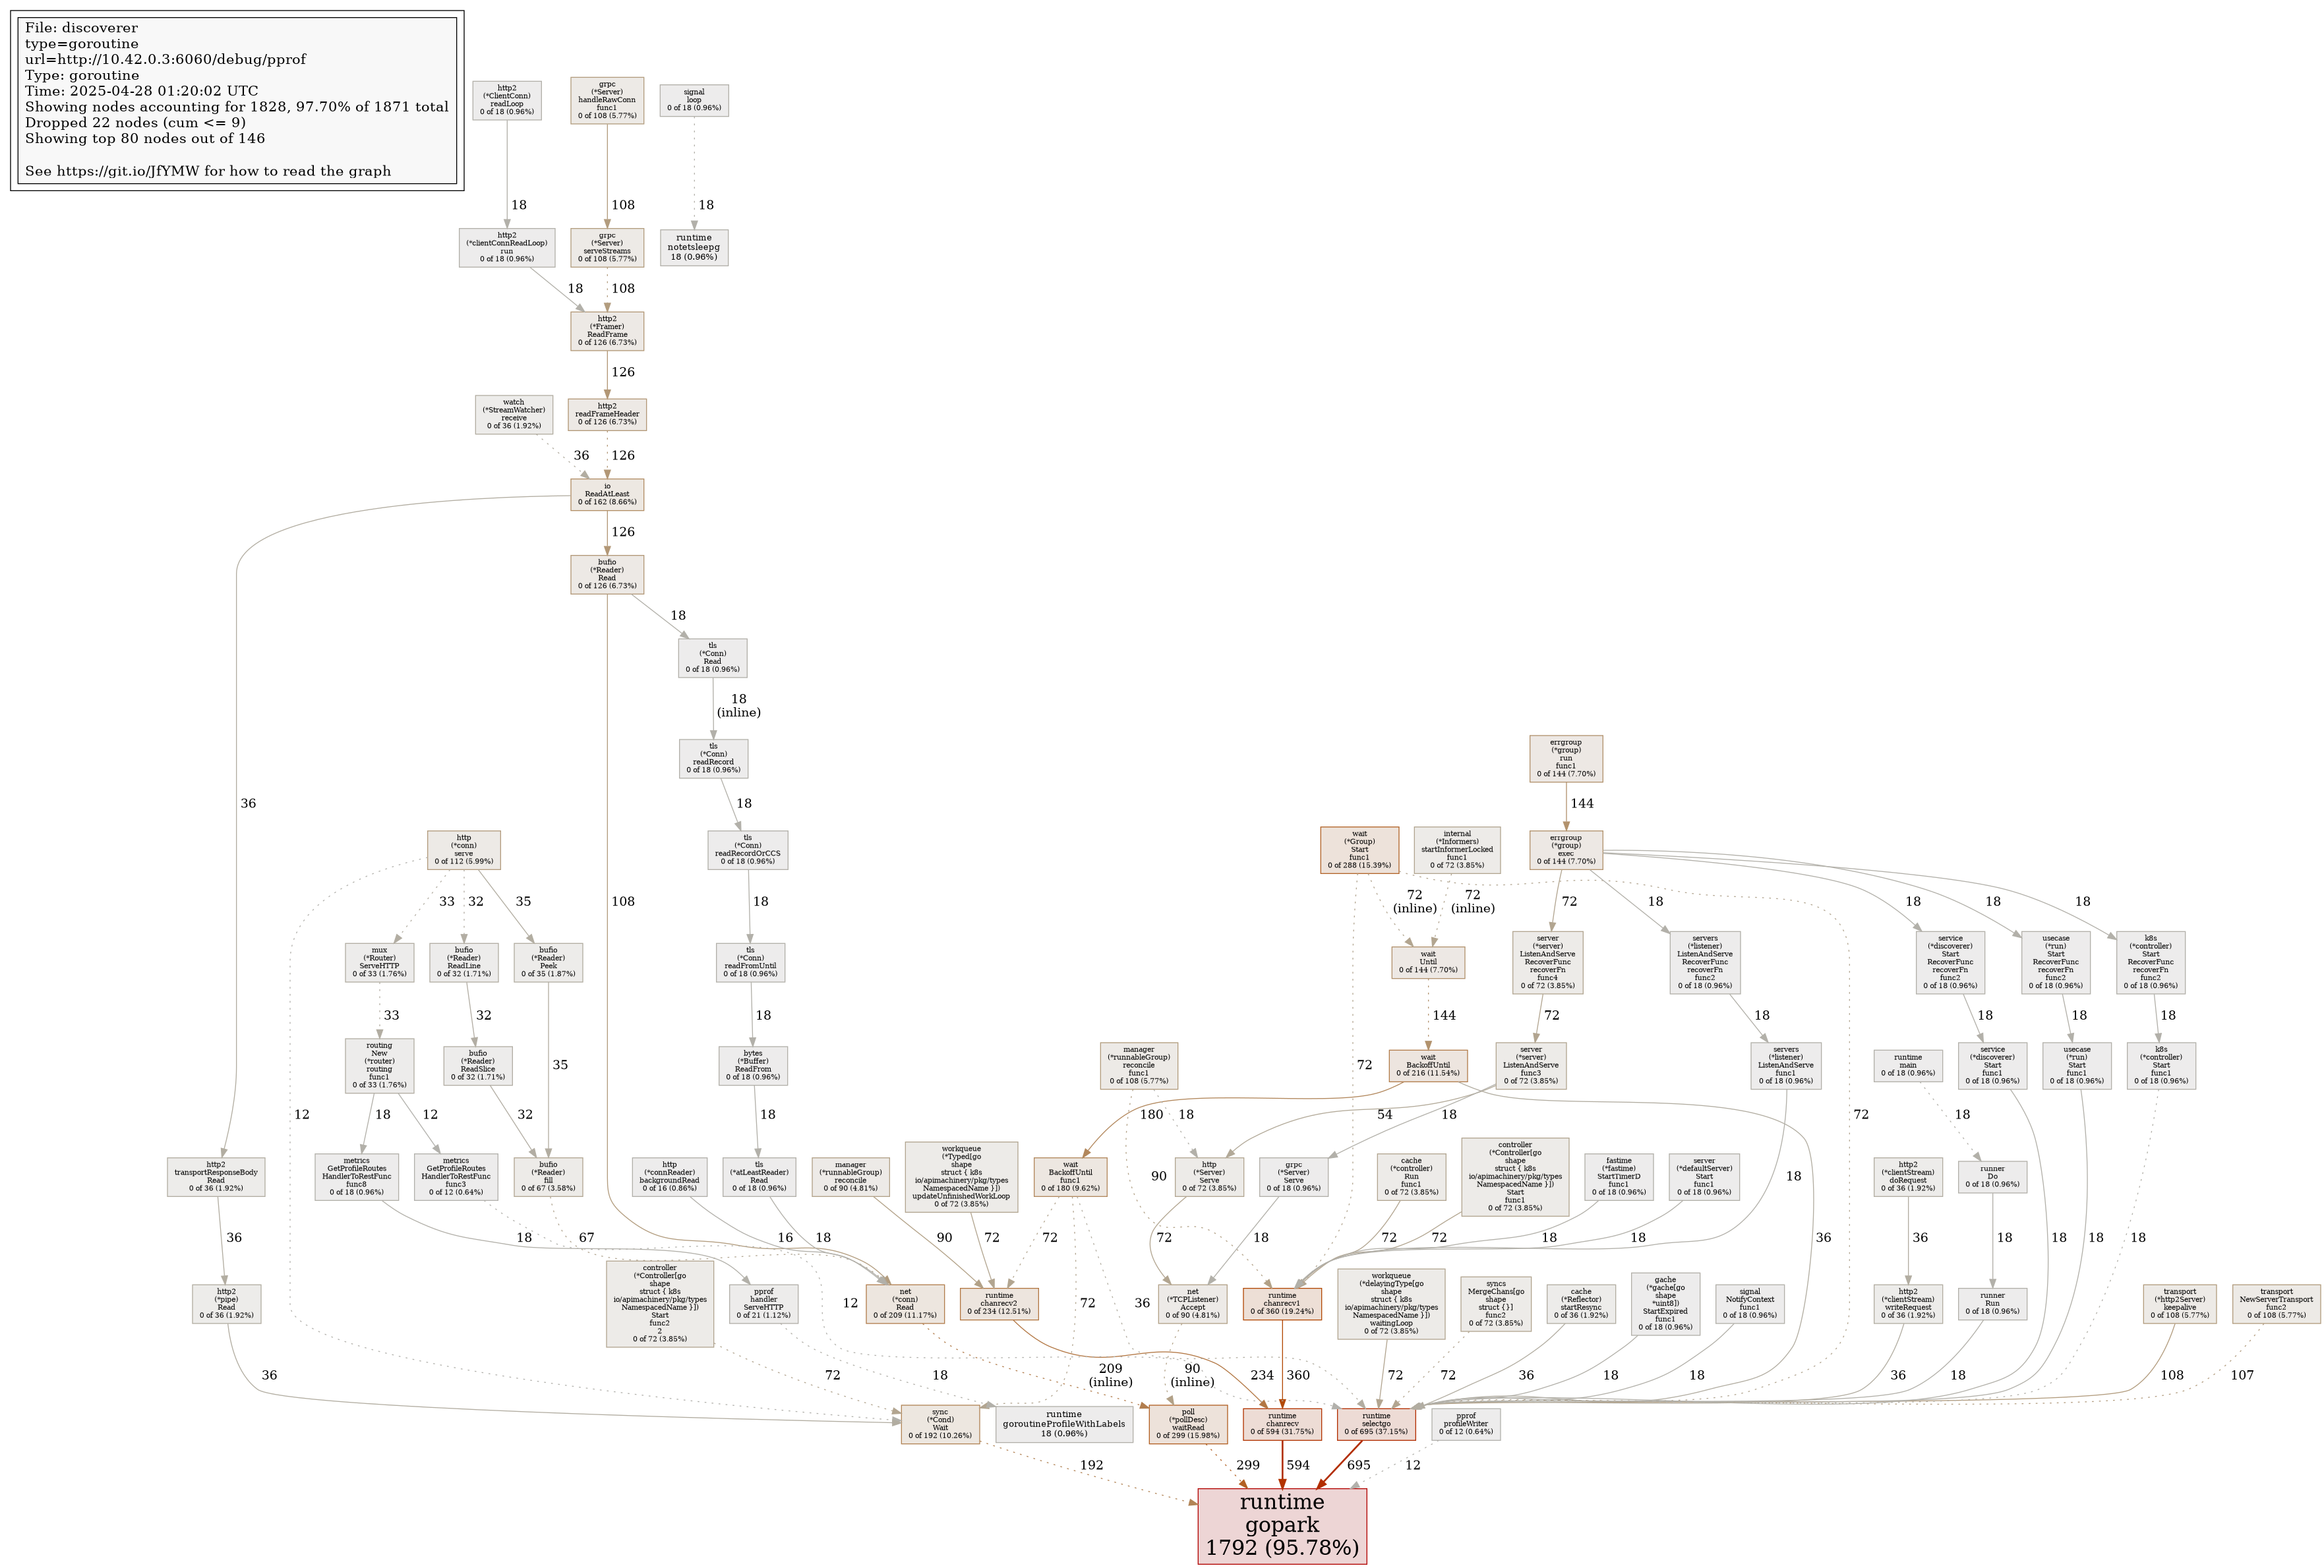 File: discoverer
type=goroutine
url=http://10.42.0.3:6060/debug/pprof
Type: goroutine
Time: 2025-04-28 01:20:02 UTC
Showing nodes accounting for 1828, 97.70% of 1871 total
Dropped 22 nodes (cum <= 9)
Showing top 80 nodes out of 146
See https://git.io/JfYMW for how to read the graph
http2
(*ClientConn)
readLoop
0 of 18 (0.96%)
grpc
(*Server)
handleRawConn
func1
0 of 108 (5.77%)
signal
loop
0 of 18 (0.96%)
18
108
18
http2
(*clientConnReadLoop)
run
0 of 18 (0.96%)
grpc
(*Server)
serveStreams
0 of 108 (5.77%)
runtime
notetsleepg
18 (0.96%)
18
108
http2
(*Framer)
ReadFrame
0 of 126 (6.73%)
126
watch
(*StreamWatcher)
receive
0 of 36 (1.92%)
http2
readFrameHeader
0 of 126 (6.73%)
36
126
io
ReadAtLeast
0 of 162 (8.66%)
126
bufio
(*Reader)
Read
0 of 126 (6.73%)
18
tls
(*Conn)
Read
0 of 18 (0.96%)
18
(inline)
tls
(*Conn)
readRecord
0 of 18 (0.96%)
errgroup
(*group)
run
func1
0 of 144 (7.70%)
36
18
144
http
(*conn)
serve
0 of 112 (5.99%)
tls
(*Conn)
readRecordOrCCS
0 of 18 (0.96%)
wait
(*Group)
Start
func1
0 of 288 (15.39%)
internal
(*Informers)
startInformerLocked
func1
0 of 72 (3.85%)
errgroup
(*group)
exec
0 of 144 (7.70%)
33
32
35
108
18
72
(inline)
72
(inline)
72
18
18
18
18
mux
(*Router)
ServeHTTP
0 of 33 (1.76%)
bufio
(*Reader)
ReadLine
0 of 32 (1.71%)
bufio
(*Reader)
Peek
0 of 35 (1.87%)
tls
(*Conn)
readFromUntil
0 of 18 (0.96%)
wait
Until
0 of 144 (7.70%)
server
(*server)
ListenAndServe
RecoverFunc
recoverFn
func4
0 of 72 (3.85%)
servers
(*listener)
ListenAndServe
RecoverFunc
recoverFn
func2
0 of 18 (0.96%)
service
(*discoverer)
Start
RecoverFunc
recoverFn
func2
0 of 18 (0.96%)
usecase
(*run)
Start
RecoverFunc
recoverFn
func2
0 of 18 (0.96%)
k8s
(*controller)
Start
RecoverFunc
recoverFn
func2
0 of 18 (0.96%)
33
32
18
144
72
18
18
18
18
routing
New
(*router)
routing
func1
0 of 33 (1.76%)
bufio
(*Reader)
ReadSlice
0 of 32 (1.71%)
35
bytes
(*Buffer)
ReadFrom
0 of 18 (0.96%)
manager
(*runnableGroup)
reconcile
func1
0 of 108 (5.77%)
72
wait
BackoffUntil
0 of 216 (11.54%)
server
(*server)
ListenAndServe
func3
0 of 72 (3.85%)
servers
(*listener)
ListenAndServe
func1
0 of 18 (0.96%)
runtime
main
0 of 18 (0.96%)
service
(*discoverer)
Start
func1
0 of 18 (0.96%)
usecase
(*run)
Start
func1
0 of 18 (0.96%)
k8s
(*controller)
Start
func1
0 of 18 (0.96%)
12
18
12
32
18
180
18
54
18
72
18
http2
transportResponseBody
Read
0 of 36 (1.92%)
metrics
GetProfileRoutes
HandlerToRestFunc
func8
0 of 18 (0.96%)
metrics
GetProfileRoutes
HandlerToRestFunc
func3
0 of 12 (0.64%)
bufio
(*Reader)
fill
0 of 67 (3.58%)
http
(*connReader)
backgroundRead
0 of 16 (0.86%)
tls
(*atLeastReader)
Read
0 of 18 (0.96%)
manager
(*runnableGroup)
reconcile
0 of 90 (4.81%)
workqueue
(*Typed[go
shape
struct { k8s
io/apimachinery/pkg/types
NamespacedName }])
updateUnfinishedWorkLoop
0 of 72 (3.85%)
wait
BackoffUntil
func1
0 of 180 (9.62%)
90
http
(*Server)
Serve
0 of 72 (3.85%)
grpc
(*Server)
Serve
0 of 18 (0.96%)
cache
(*controller)
Run
func1
0 of 72 (3.85%)
controller
(*Controller[go
shape
struct { k8s
io/apimachinery/pkg/types
NamespacedName }])
Start
func1
0 of 72 (3.85%)
fastime
(*fastime)
StartTimerD
func1
0 of 18 (0.96%)
server
(*defaultServer)
Start
func1
0 of 18 (0.96%)
18
http2
(*clientStream)
doRequest
0 of 36 (1.92%)
runner
Do
0 of 18 (0.96%)
36
18
67
16
18
90
72
72
72
18
72
72
18
18
36
36
18
18
18
18
http2
(*pipe)
Read
0 of 36 (1.92%)
controller
(*Controller[go
shape
struct { k8s
io/apimachinery/pkg/types
NamespacedName }])
Start
func2
2
0 of 72 (3.85%)
pprof
handler
ServeHTTP
0 of 21 (1.12%)
12
net
(*conn)
Read
0 of 209 (11.17%)
runtime
chanrecv2
0 of 234 (12.51%)
72
36
net
(*TCPListener)
Accept
0 of 90 (4.81%)
runtime
chanrecv1
0 of 360 (19.24%)
workqueue
(*delayingType[go
shape
struct { k8s
io/apimachinery/pkg/types
NamespacedName }])
waitingLoop
0 of 72 (3.85%)
syncs
MergeChans[go
shape
struct {}]
func2
0 of 72 (3.85%)
cache
(*Reflector)
startResync
0 of 36 (1.92%)
gache
(*gache[go
shape
*uint8])
StartExpired
func1
0 of 18 (0.96%)
signal
NotifyContext
func1
0 of 18 (0.96%)
http2
(*clientStream)
writeRequest
0 of 36 (1.92%)
runner
Run
0 of 18 (0.96%)
transport
(*http2Server)
keepalive
0 of 108 (5.77%)
transport
NewServerTransport
func2
0 of 108 (5.77%)
36
72
18
209
(inline)
90
(inline)
234
360
72
72
36
18
18
36
18
108
107
sync
(*Cond)
Wait
0 of 192 (10.26%)
runtime
goroutineProfileWithLabels
18 (0.96%)
poll
(*pollDesc)
waitRead
0 of 299 (15.98%)
runtime
chanrecv
0 of 594 (31.75%)
runtime
selectgo
0 of 695 (37.15%)
pprof
profileWriter
0 of 12 (0.64%)
192
299
594
695
12
runtime
gopark
1792 (95.78%)